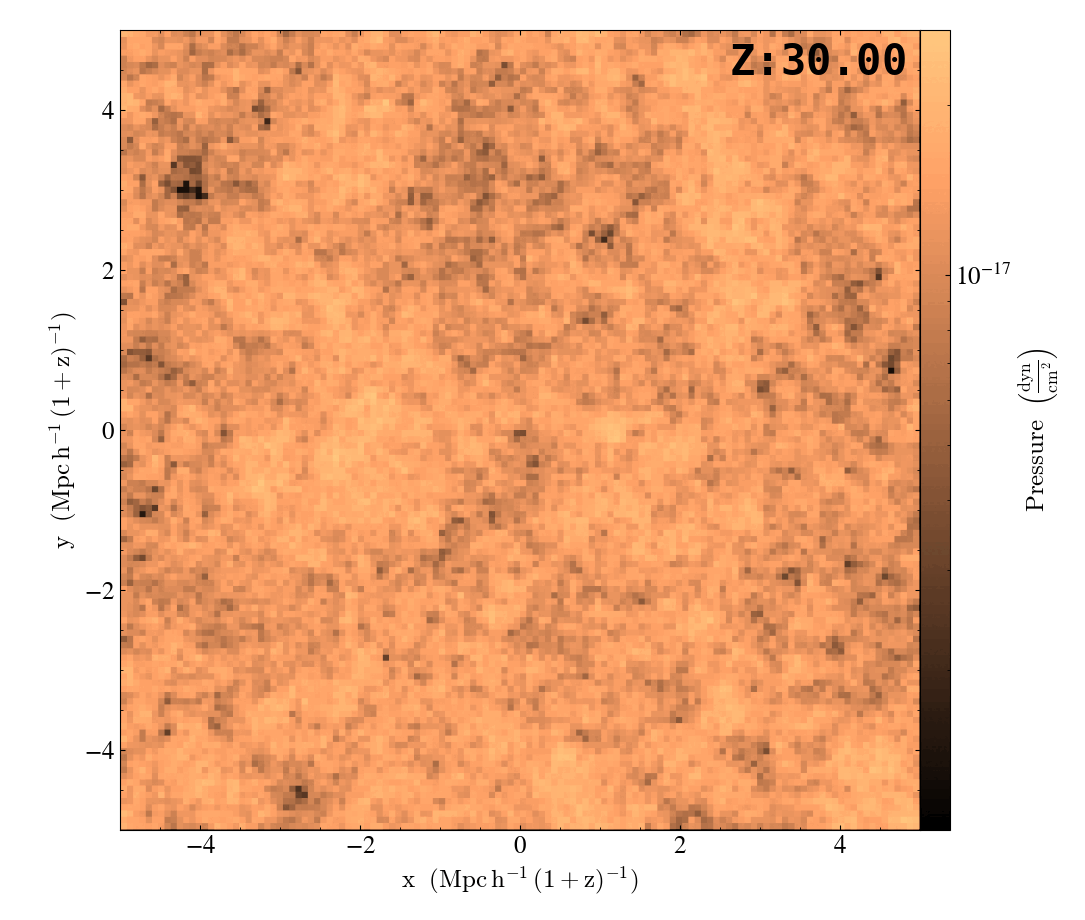 Z:30.00
4
2
0
−2
−4
y (Mpc h⁻¹ (1 + z)⁻¹)
−4 −2 0 2 4
x (Mpc h⁻¹ (1 + z)⁻¹)
10⁻¹⁷
Pressure (dyn/cm²)